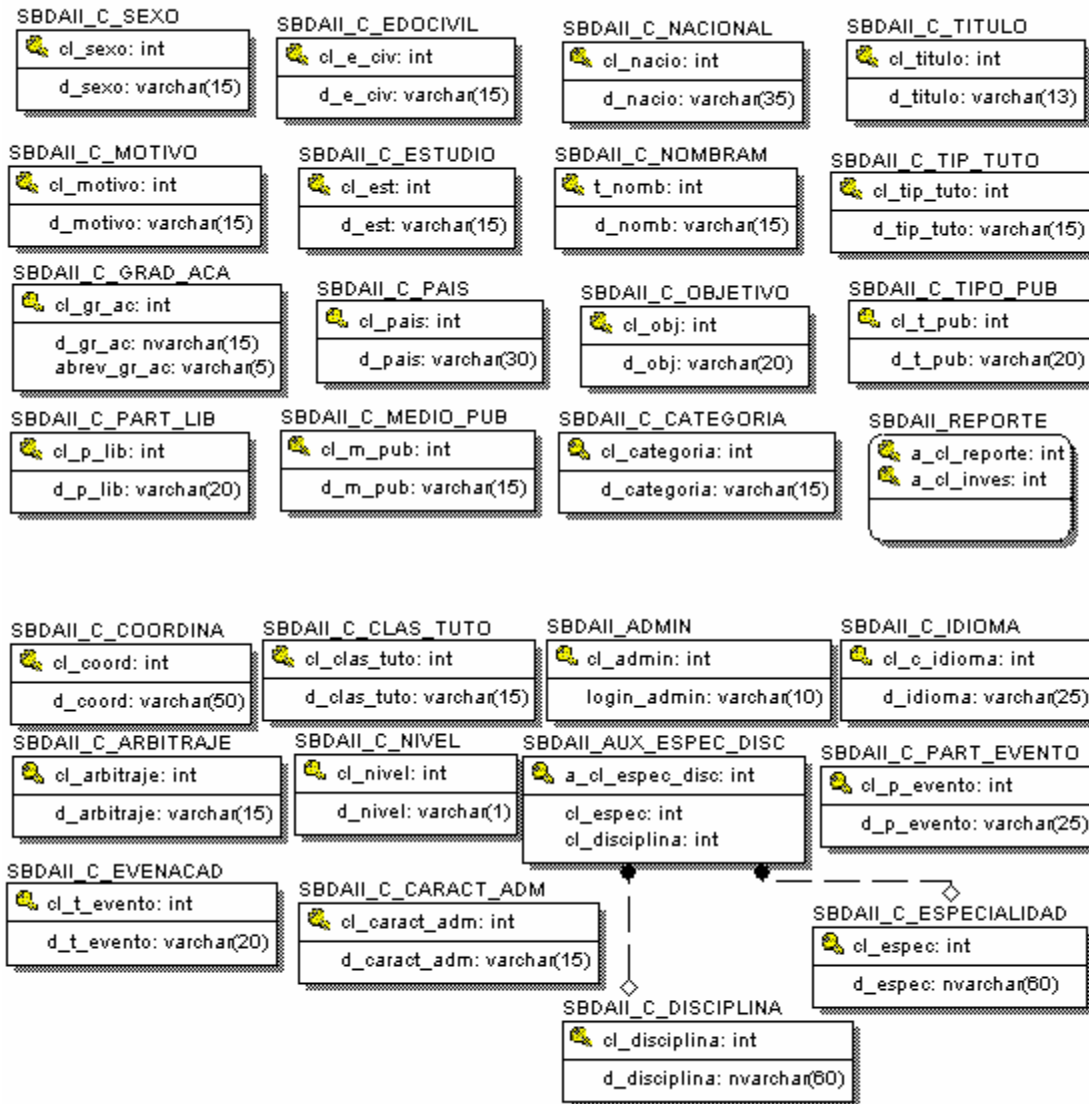 SBDAII_C_SEXO
cl_sexo: int
d_sexo: varchar(15)
SBDAII_C_EDOCIVIL
cl_e_civ: int
d_e_civ: varchar(15)
SBDAII_C_NACIONAL
cl_nacio: int
d_nacio: varchar(35)
SBDAII_C_TITULO
cl_titulo: int
d_titulo: varchar(13)
SBDAII_C_MOTIVO
cl_motivo: int
d_motivo: varchar(15)
SBDAII_C_ESTUDIO
cl_est: int
d_est: varchar(15)
SBDAII_C_NOMBRAM
t_nomb: int
d_nomb: varchar(15)
SBDAII_C_TIP_TUTO
cl_tip_tuto: int
d_tip_tuto: varchar(15)
SBDAII_C_GRAD_ACA
cl_gr_ac: int
d_gr_ac: nvarchar(15)
abrev_gr_ac: varchar(5)
SBDAII_C_PAIS
cl_pais: int
d_pais: varchar(30)
SBDAII_C_OBJETIVO
cl_obj: int
d_obj: varchar(20)
SBDAII_C_TIPO_PUB
cl_t_pub: int
d_t_pub: varchar(20)
SBDAII_C_PART_LIB
cl_p_lib: int
d_p_lib: varchar(20)
SBDAII_C_MEDIO_PUB
cl_m_pub: int
d_m_pub: varchar(15)
SBDAII_C_CATEGORIA
cl_categoria: int
d_categoria: varchar(15)
SBDAII_REPORTE
a_cl_reporte: int
a_cl_inves: int
SBDAII_C_COORDINA
cl_coord: int
d_coord: varchar(50)
SBDAII_C_CLAS_TUTO
cl_clas_tuto: int
d_clas_tuto: varchar(15)
SBDAII_ADMIN
cl_admin: int
login_admin: varchar(10)
SBDAII_C_IDIOMA
cl_c_idioma: int
d_idioma: varchar(25)
SBDAII_C_ARBITRAJE
cl_arbitraje: int
d_arbitraje: varchar(15)
SBDAII_C_NIVEL
cl_nivel: int
d_nivel: varchar(1)
SBDAII_AUX_ESPEC_DISC
a_cl_espec_disc: int
cl_espec: int
cl_disciplina: int
SBDAII_C_PART_EVENTO
cl_p_evento: int
d_p_evento: varchar(25)
SBDAII_C_EVENACAD
cl_t_evento: int
d_t_evento: varchar(20)
SBDAII_C_CARACT_ADM
cl_caract_adm: int
d_caract_adm: varchar(15)
SBDAII_C_ESPECIALIDAD
cl_espec: int
d_espec: nvarchar(60)
SBDAII_C_DISCIPLINA
cl_disciplina: int
d_disciplina: nvarchar(60)